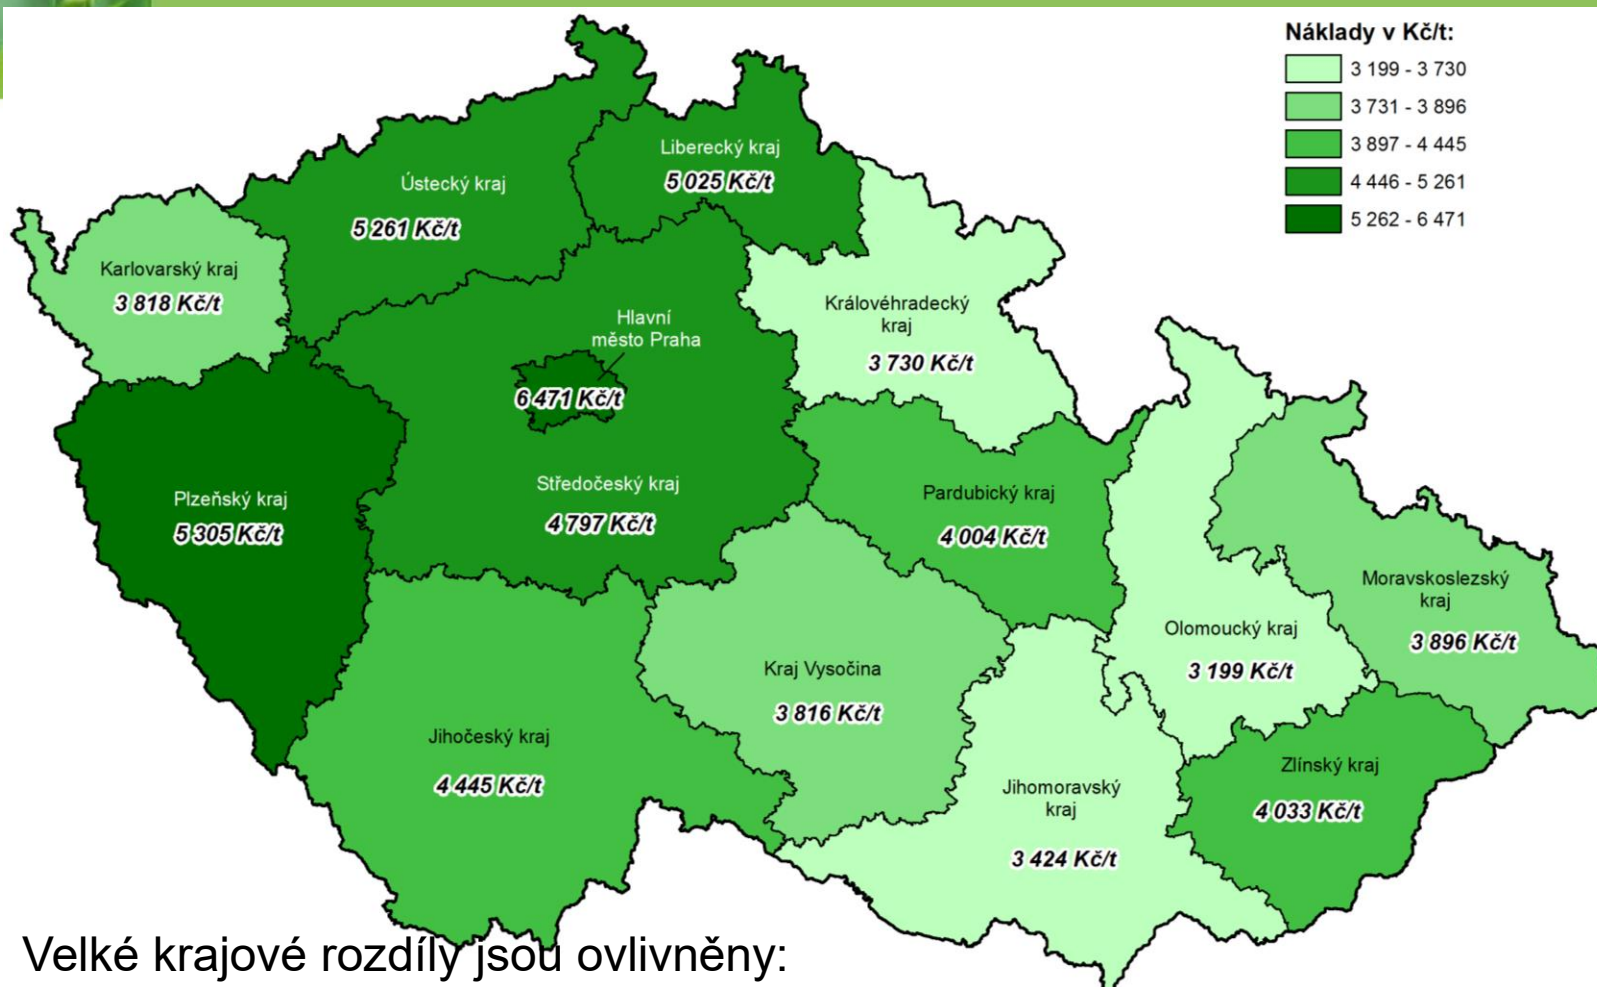 Náklady v Kč/t:
3 199 - 3 730
3 731 - 3 896
3 897 - 4 445
4 446 - 5 261
5 262 - 6 471
Liberecký kraj
5 025 Kč/t
Ústecký kraj
5 261 Kč/t
Karlovarský kraj
3 818 Kč/t
Královéhradecký
kraj
3 730 Kč/t
Hlavní
město Praha
6 471 Kč/t
Středočeský kraj
4 797 Kč/t
Plzeňský kraj
5 305 Kč/t
Pardubický kraj
4 004 Kč/t
Moravskoslezský
kraj
3 896 Kč/t
Olomoucký kraj
3 199 Kč/t
Kraj Vysočina
3 816 Kč/t
Jihočeský kraj
4 445 Kč/t
Zlínský kraj
4 033 Kč/t
Jihomoravský
kraj
3 424 Kč/t
Velké krajové rozdíly jsou ovlivněny: